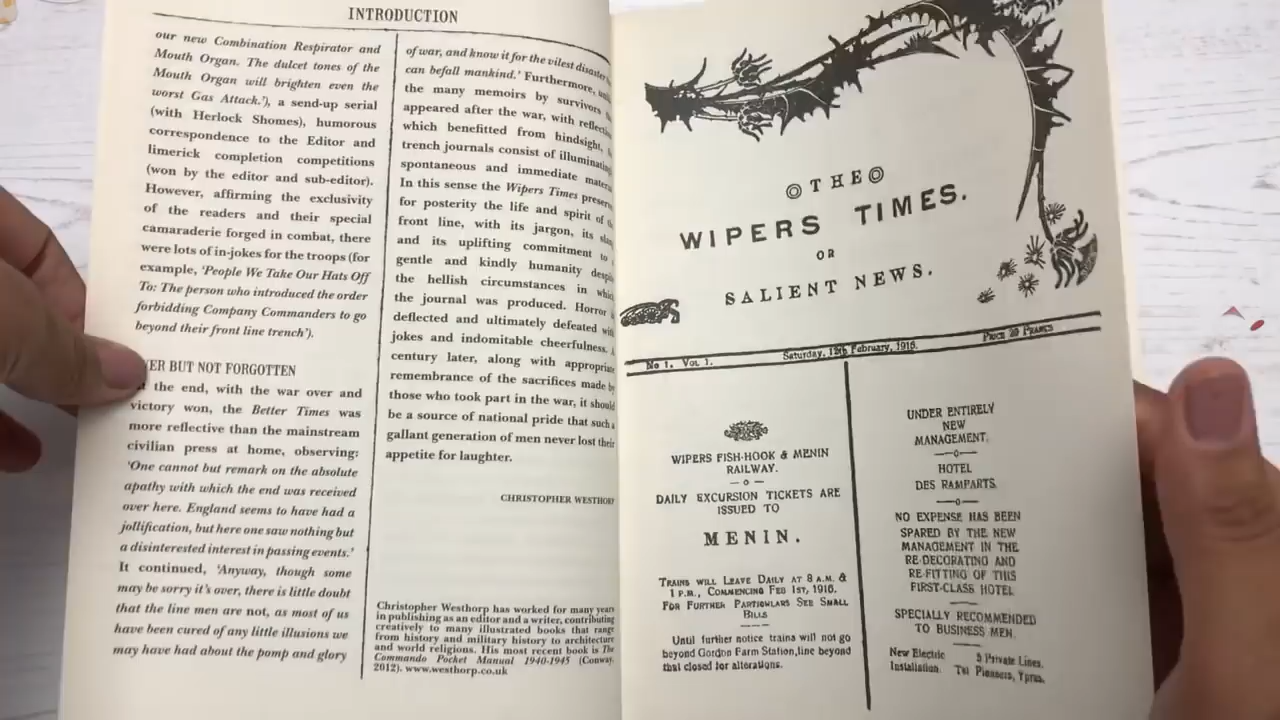 INTRODUCTION
our new Combination Respirator and
Mouth Organ. The dulcet tones of the
Mouth Organ will brighten even the
worst Gas Attack.'), a send-up serial
(with Herlock Shomes), humorous
correspondence to the Editor and
limerick completion competitions
(won by the editor and sub-editor).
However, affirming the exclusivity
of the readers and their special
camaraderie forged in combat, there
were lots of in-jokes for the troops (for
example, 'People We Take Our Hats Off
To: The person who introduced the order
forbidding Company Commanders to go
beyond their front line trench').
BUT NOT FORGOTTEN
the end, with the war over and
victory won, the Better Times was
more reflective than the mainstream
civilian press at home, observing:
'One cannot but remark on the absolute
apathy with which the end was received
over here. England seems to have had a
jollification, but here one saw nothing but
a disinterested interest in passing events.'
It continued, 'Anyway, though some
may be sorry it's over, there is little doubt
that the line men are not, as most of us
have been cured of any little illusions we
may have had about the pomp and glory
of war, and know it for the vilest disaster
can befall mankind.' Furthermore,
the many memoirs by survivors
appeared after the war, with
which benefitted from hindsight,
trench journals consist of
spontaneous and immediate
In this sense the Wipers Times
for posterity the life and spirit of
front line, with its jargon, its
and its uplifting commitment to
gentle and kindly humanity
the hellish circumstances in
the journal was produced. Horror
deflected and ultimately defeated
jokes and indomitable cheerfulness.
century later, along with appropriate
remembrance of the sacrifices made by
those who took part in the war, it should
be a source of national pride that such a
gallant generation of men never lost their
appetite for laughter.
CHRISTOPHER
Christopher Westhorp has worked for many years
in publishing as an editor and a writer, contributing
creatively to many illustrated books that range
from history and military history to architecture
and world religions. His most recent book is The
Commando Pocket Manual 1940-1945 (Conway,
2012). www.westhorp.co.uk
THE
WIPERS TIMES.
OR
SALIENT NEWS.
No 1. VOL 1.
Saturday, 12th February, 1916.
PRICE 20 FRANCS
WIPERS FISH-HOOK & MENIN
RAILWAY.
DAILY EXCURSION TICKETS ARE
ISSUED TO
MENIN.
TRAINS WILL LEAVE DAILY AT 8 A.M. &
1 P.M., COMMENCING FEB 1ST, 1916.
FOR FURTHER PARTICULARS SEE SMALL
BILLS
Until further notice trains will not go
beyond Gordon Farm Station,line beyond
that closed for alterations.
UNDER ENTIRELY
NEW
MANAGEMENT.
HOTEL
DES RAMPARTS.
NO EXPENSE HAS BEEN
SPARED BY THE NEW
MANAGEMENT IN THE
RE-DECORATING AND
RE-FITTING OF THIS
FIRST-CLASS HOTEL
SPECIALLY RECOMMENDED
TO BUSINESS MEN.
New Electric
Installation.
5 Private Lines.
Tel Pioneers, Ypres.